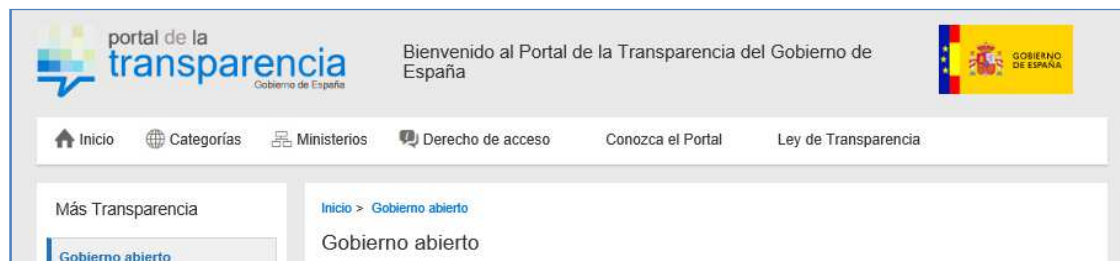 portal de la
transparencia
Gobierno de España
Bienvenido al Portal de la Transparencia del Gobierno de
España
GOBIERNO
DE ESPAÑA
Inicio Categorías Ministerios Derecho de acceso Conozca el Portal Ley de Transparencia
Más Transparencia
Gobierno abierto
Inicio > Gobierno abierto
Gobierno abierto